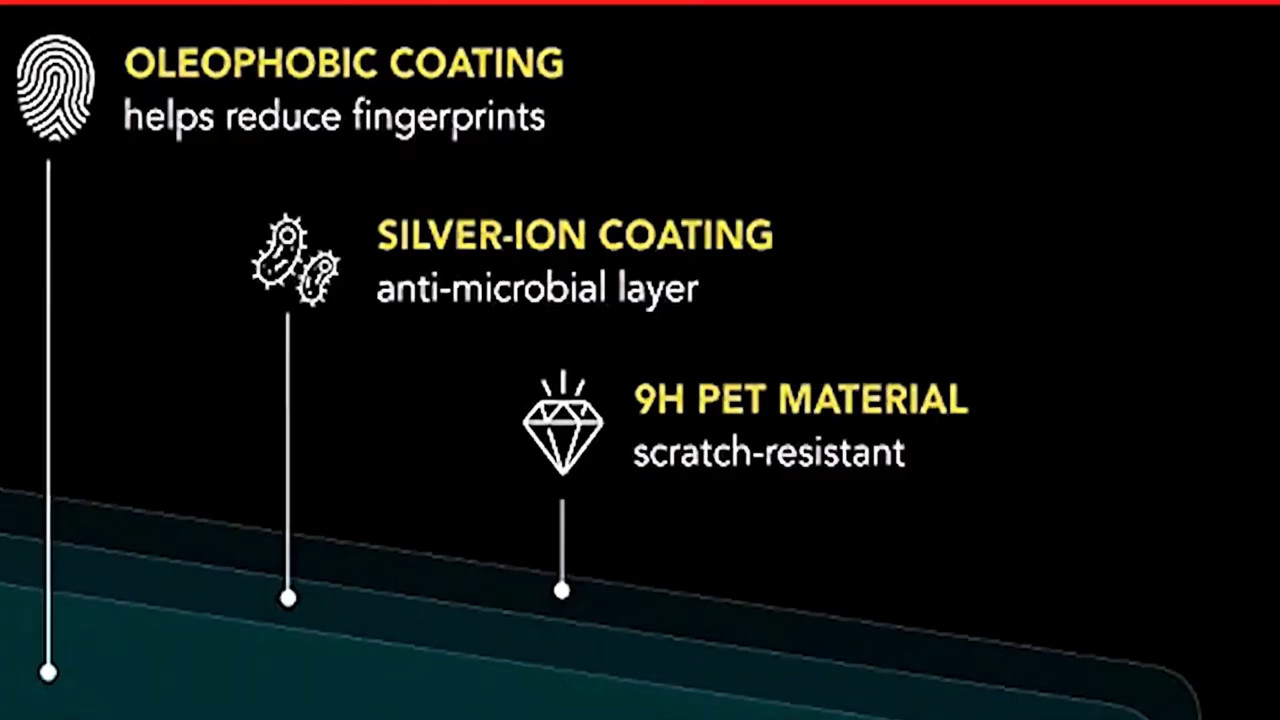 OLEOPHOBIC COATING
helps reduce fingerprints
SILVER-ION COATING
anti-microbial layer
9H PET MATERIAL
scratch-resistant